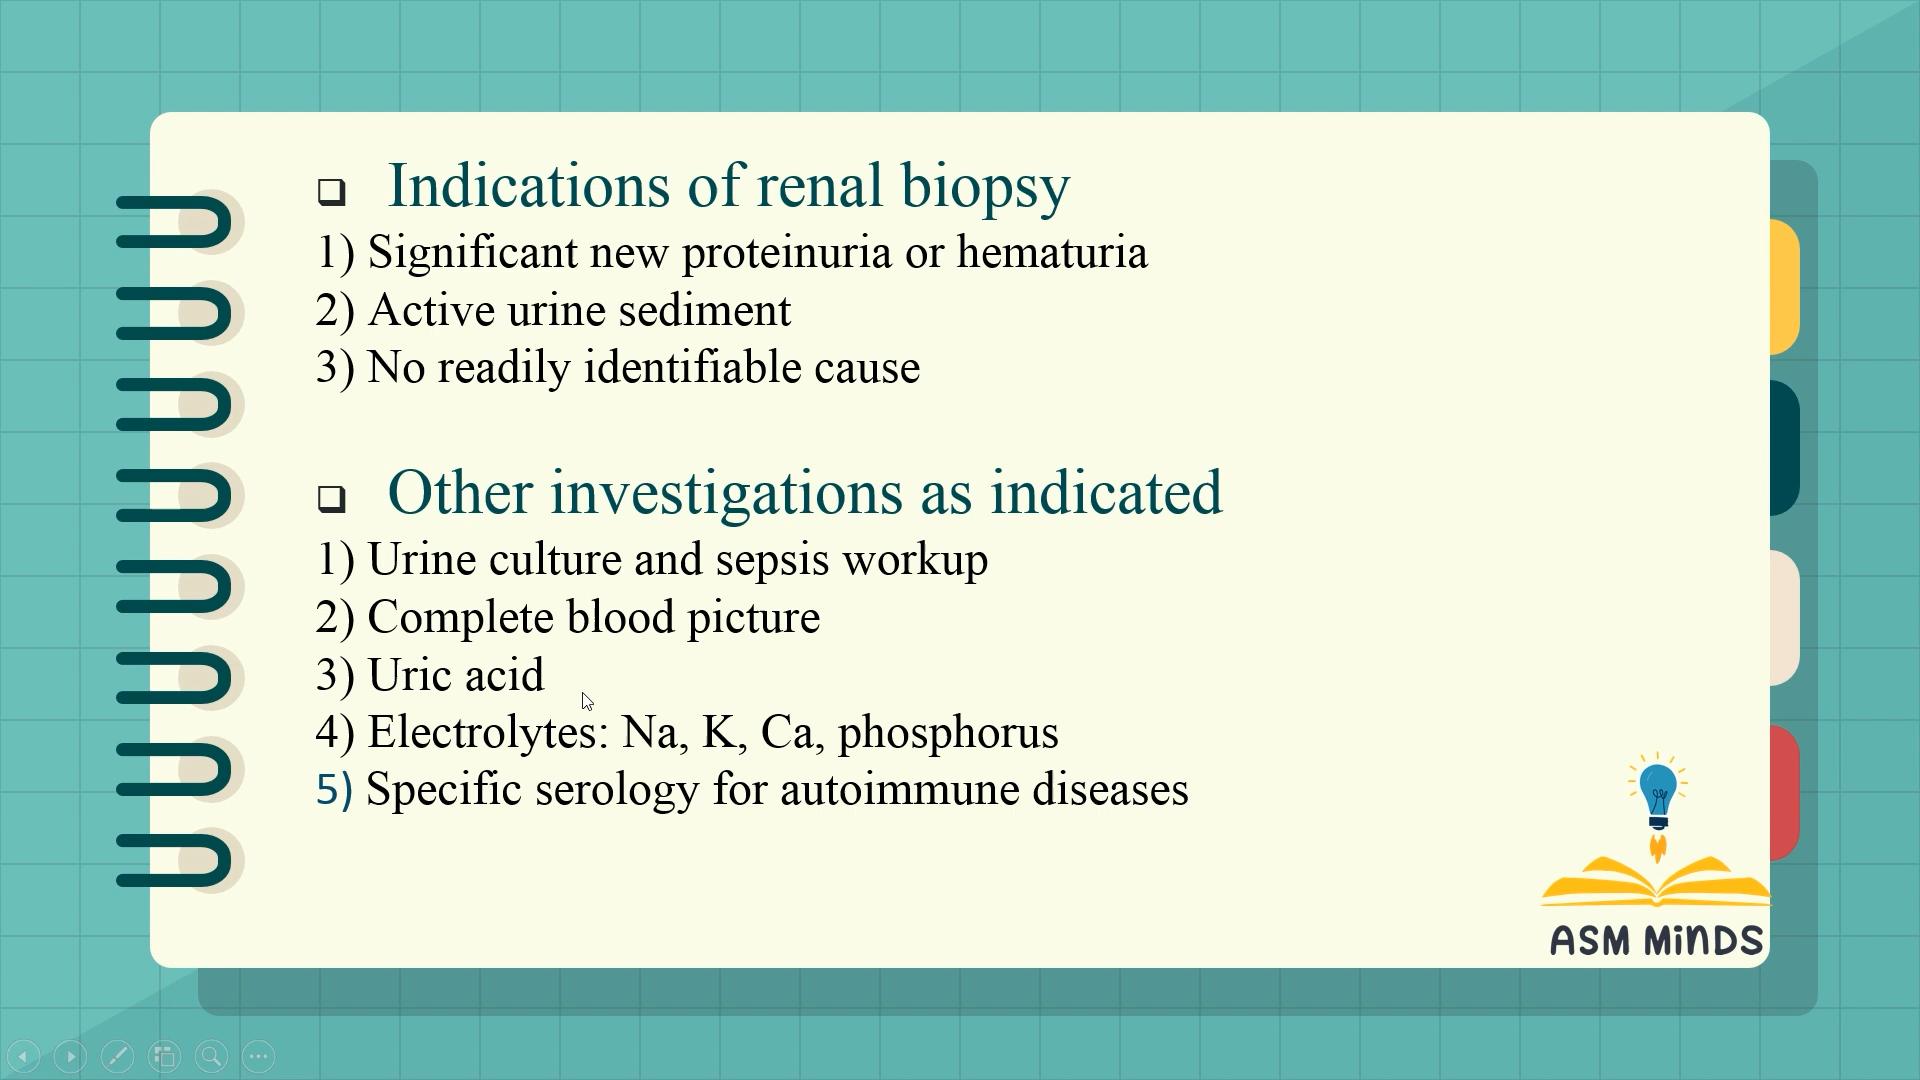 Indications of renal biopsy
1) Significant new proteinuria or hematuria
2) Active urine sediment
3) No readily identifiable cause
Other investigations as indicated
1) Urine culture and sepsis workup
2) Complete blood picture
3) Uric acid
4) Electrolytes: Na, K, Ca, phosphorus
5) Specific serology for autoimmune diseases
ASM MiNDS